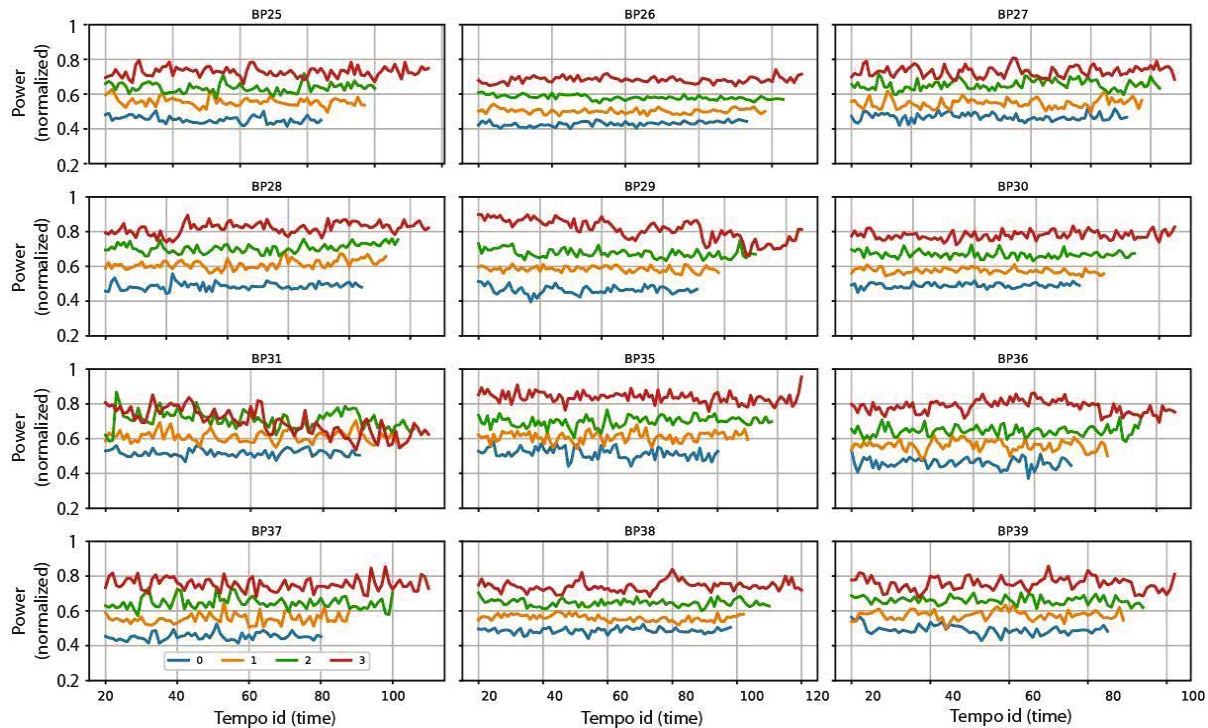 BP25 BP26 BP27
Power
(normalized)
1
0.8
0.6
0.4
0.2
BP28 BP29 BP30
Power
(normalized)
1
0.8
0.6
0.4
0.2
BP31 BP35 BP36
Power
(normalized)
1
0.8
0.6
0.4
0.2
BP37 BP38 BP39
Power
(normalized)
1
0.8
0.6
0.4
0.2
0 1 2 3
20 40 60 80 100 20 40 60 80 100 120 20 40 60 80 100
Tempo id (time) Tempo id (time) Tempo id (time)